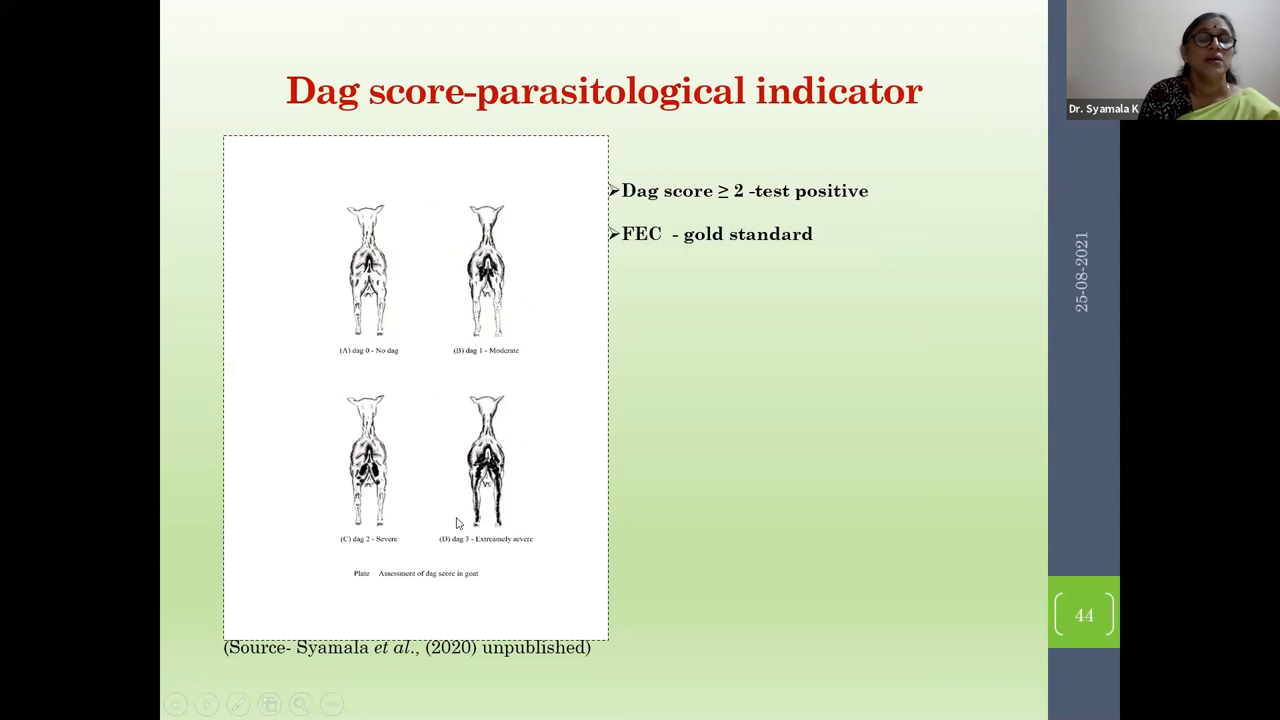 Dag score-parasitological indicator
Dr. Syamala K
Dag score ≥ 2 -test positive
FEC - gold standard
25-08-2021
(A) dag 0 - No dag
(B) dag 1 - Moderate
(C) dag 2 - Severe
(D) dag 3 - Extreamely severe
Plate Assessment of dag score in goat
44
(Source- Syamala et al., (2020) unpublished)